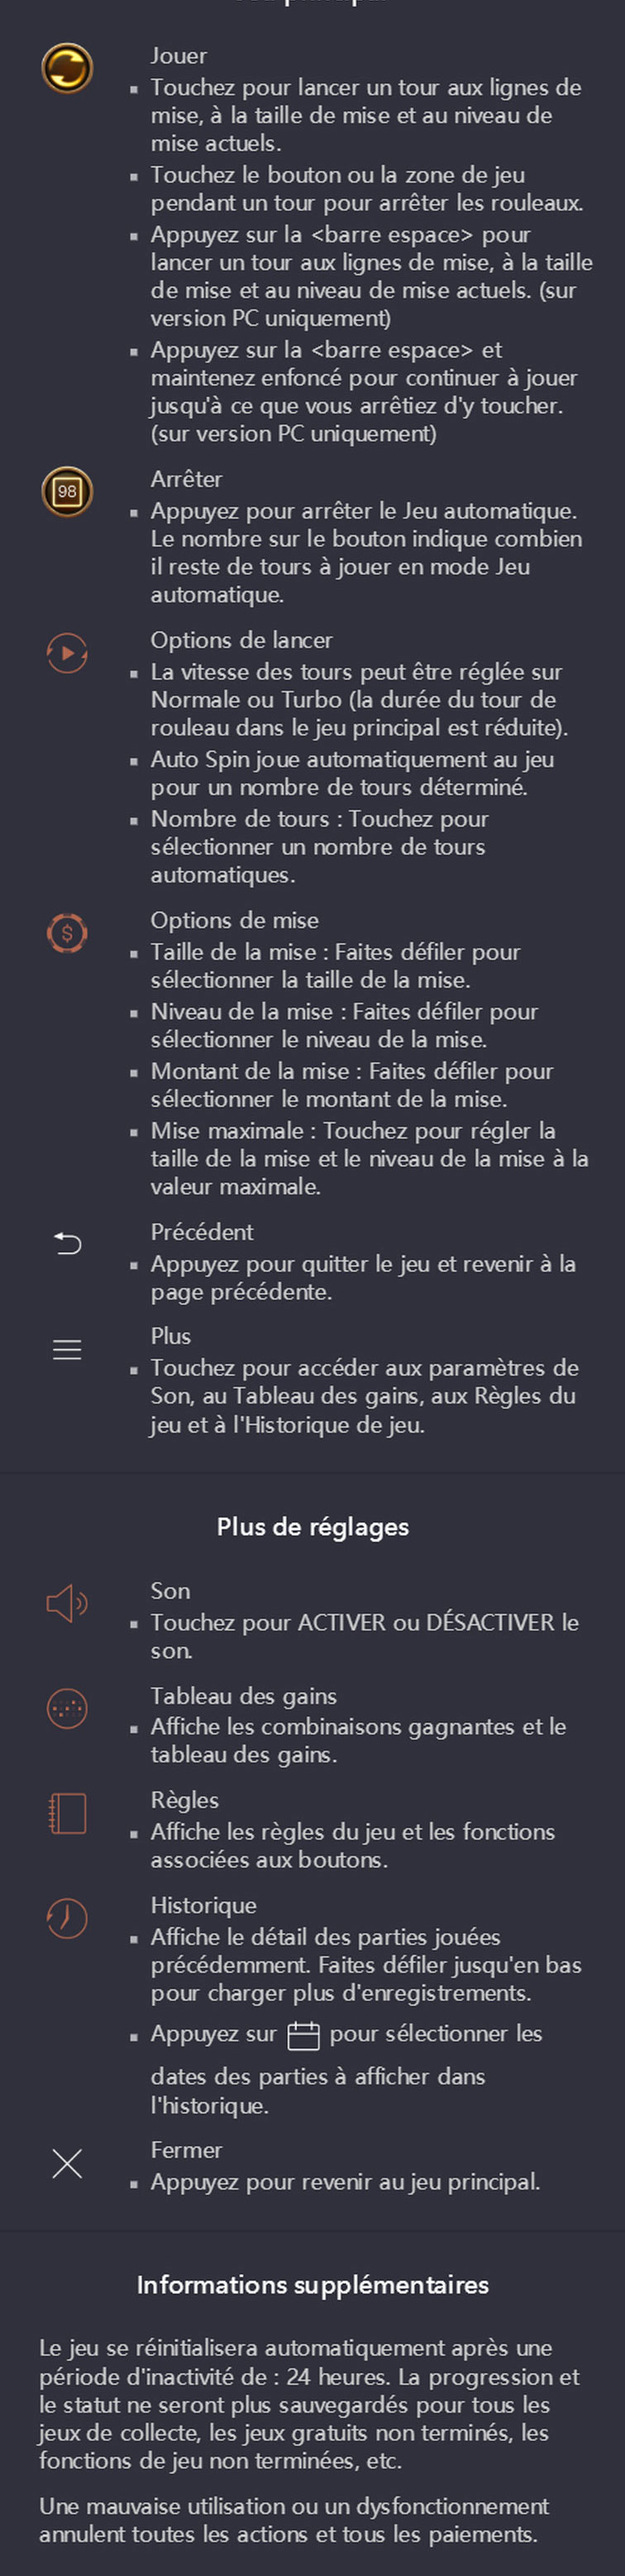 Jouer
▪ Touchez pour lancer un tour aux lignes de
mise, à la taille de mise et au niveau de
mise actuels.
▪ Touchez le bouton ou la zone de jeu
pendant un tour pour arrêter les rouleaux.
▪ Appuyez sur la <barre espace> pour
lancer un tour aux lignes de mise, à la taille
de mise et au niveau de mise actuels. (sur
version PC uniquement)
▪ Appuyez sur la <barre espace> et
maintenez enfoncé pour continuer à jouer
jusqu'à ce que vous arrêtiez d'y toucher.
(sur version PC uniquement)
98
Arrêter
▪ Appuyez pour arrêter le Jeu automatique.
Le nombre sur le bouton indique combien
il reste de tours à jouer en mode Jeu
automatique.
Options de lancer
▪ La vitesse des tours peut être réglée sur
Normale ou Turbo (la durée du tour de
rouleau dans le jeu principal est réduite).
▪ Auto Spin joue automatiquement au jeu
pour un nombre de tours déterminé.
▪ Nombre de tours : Touchez pour
sélectionner un nombre de tours
automatiques.
$
Options de mise
▪ Taille de la mise : Faites défiler pour
sélectionner la taille de la mise.
▪ Niveau de la mise : Faites défiler pour
sélectionner le niveau de la mise.
▪ Montant de la mise : Faites défiler pour
sélectionner le montant de la mise.
▪ Mise maximale : Touchez pour régler la
taille de la mise et le niveau de la mise à la
valeur maximale.
Précédent
▪ Appuyez pour quitter le jeu et revenir à la
page précédente.
Plus
▪ Touchez pour accéder aux paramètres de
Son, au Tableau des gains, aux Règles du
jeu et à l'Historique de jeu.
Plus de réglages
Son
▪ Touchez pour ACTIVER ou DÉSACTIVER le
son.
Tableau des gains
▪ Affiche les combinaisons gagnantes et le
tableau des gains.
Règles
▪ Affiche les règles du jeu et les fonctions
associées aux boutons.
Historique
▪ Affiche le détail des parties jouées
précédemment. Faites défiler jusqu'en bas
pour charger plus d'enregistrements.
▪ Appuyez sur pour sélectionner les
dates des parties à afficher dans
l'historique.
Fermer
▪ Appuyez pour revenir au jeu principal.
Informations supplémentaires
Le jeu se réinitialisera automatiquement après une
période d'inactivité de : 24 heures. La progression et
le statut ne seront plus sauvegardés pour tous les
jeux de collecte, les jeux gratuits non terminés, les
fonctions de jeu non terminées, etc.
Une mauvaise utilisation ou un dysfonctionnement
annulent toutes les actions et tous les paiements.